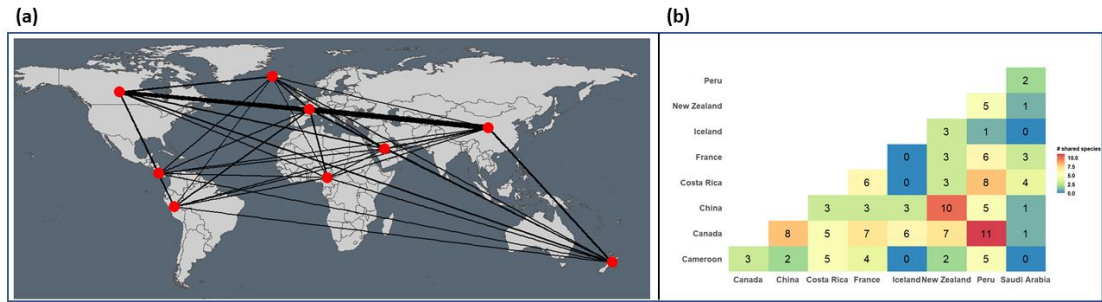 (a)
(b)
Peru
2
New Zealand
5 1
Iceland
3 1 0
France
0 3 6 3
Costa Rica
6 0 3 8 4
China
3 3 3 10 5 1
Canada
8 5 7 6 7 11 1
Cameroon
3 2 5 4 0 2 5 0
Canada China Costa Rica France Iceland New Zealand Peru Saudi Arabia
# shared species
10.0
7.5
5.0
2.5
0.0